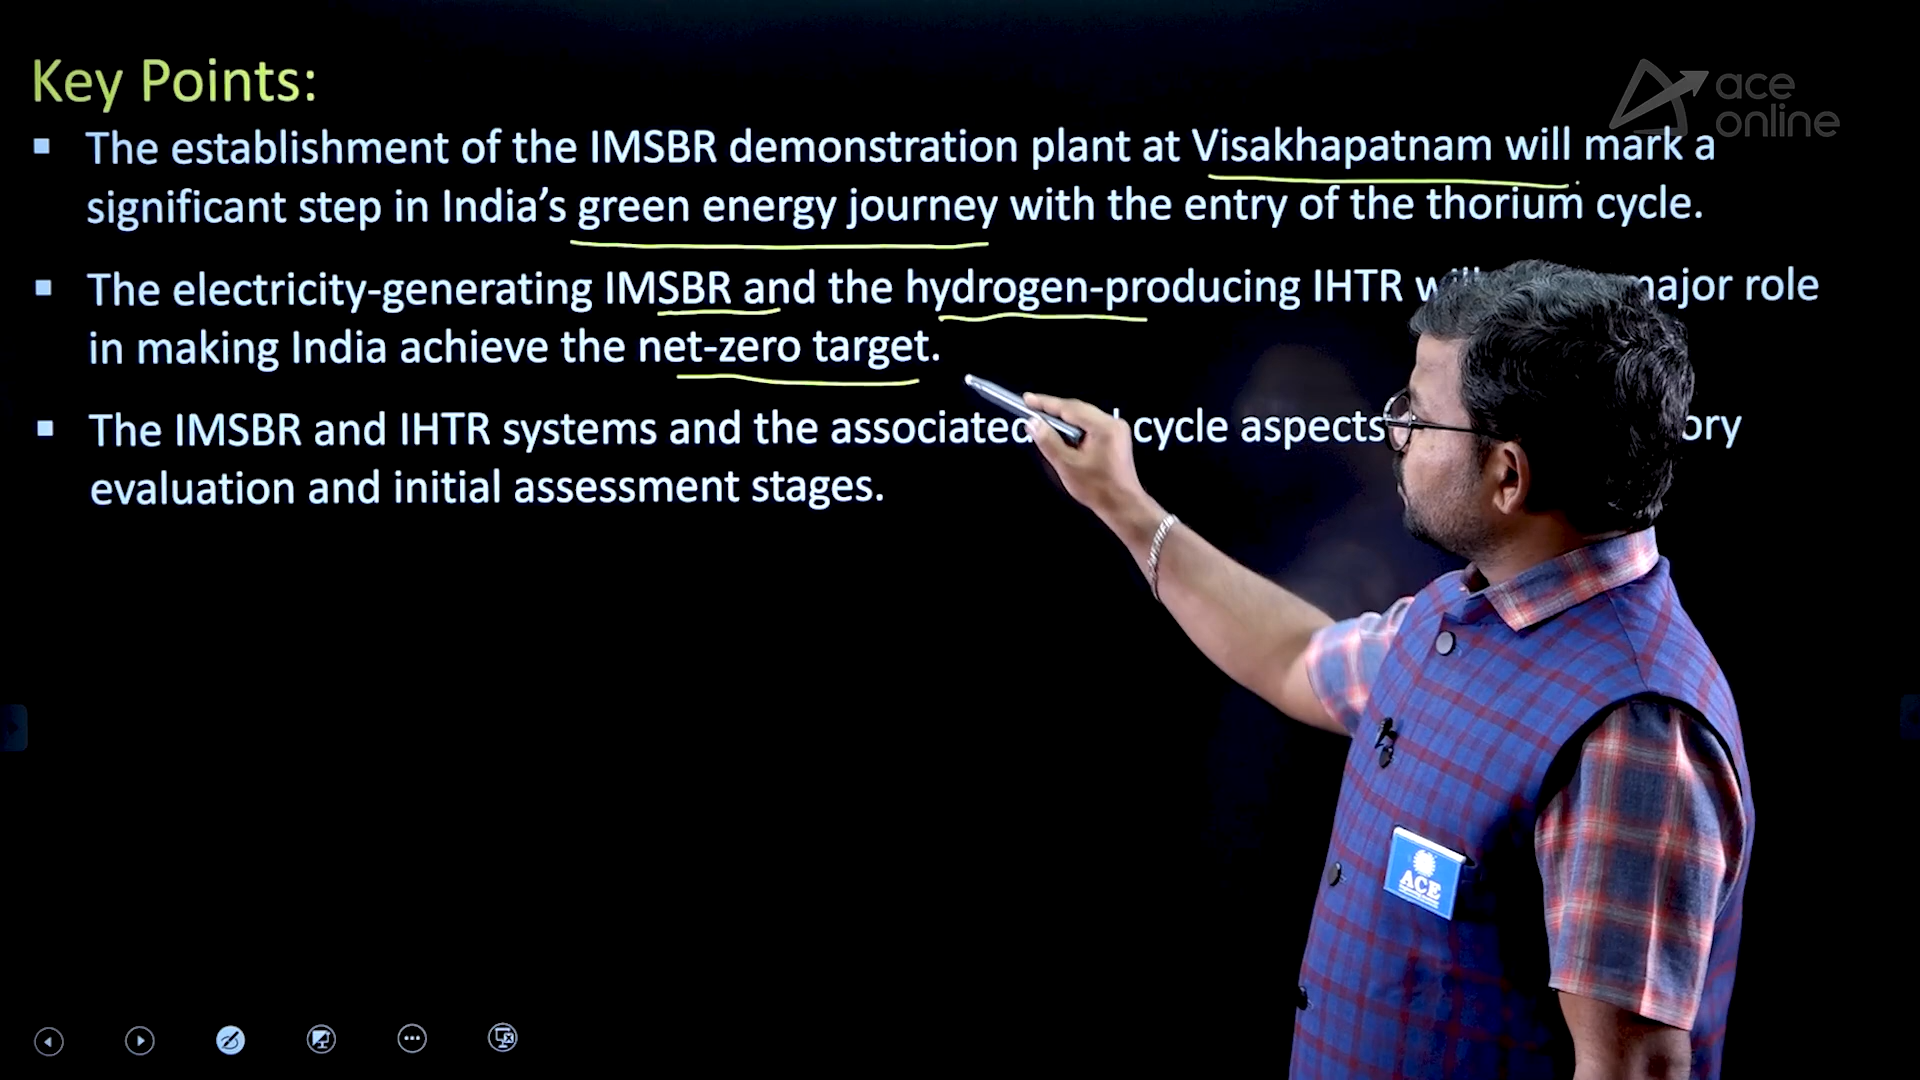 Key Points:
ace
online
The establishment of the IMSBR demonstration plant at Visakhapatnam will mark a
significant step in India’s green energy journey with the entry of the thorium cycle.
The electricity-generating IMSBR and the hydrogen-producing IHTR major role
in making India achieve the net-zero target.
The IMSBR and IHTR systems and the associated cycle aspects
evaluation and initial assessment stages.
ACE